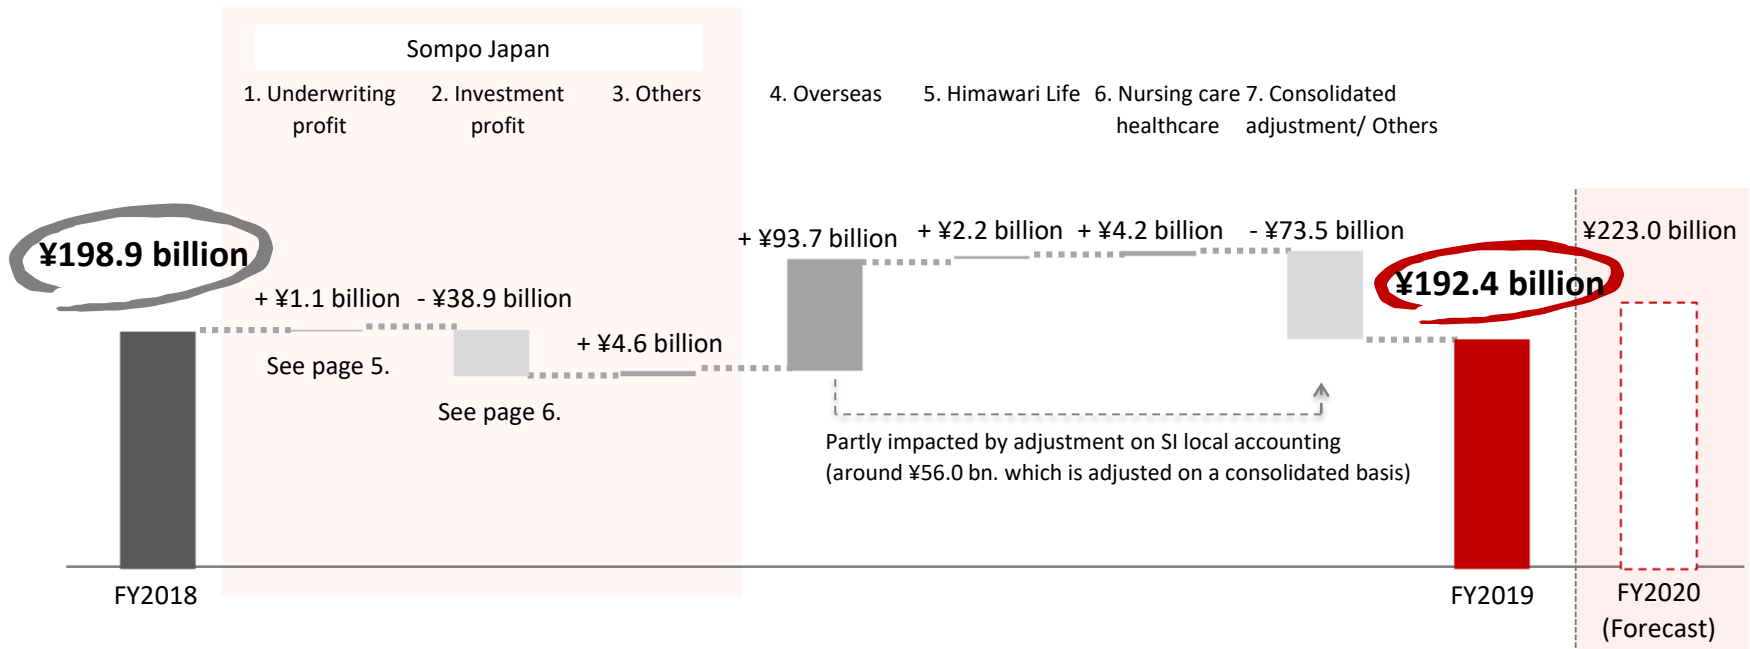 Sompo Japan
1. Underwriting
profit
2. Investment
profit
3. Others
4. Overseas
5. Himawari Life
6. Nursing care
healthcare
7. Consolidated
adjustment/ Others
¥198.9 billion
+ ¥1.1 billion
- ¥38.9 billion
+ ¥4.6 billion
+ ¥93.7 billion
+ ¥2.2 billion
+ ¥4.2 billion
- ¥73.5 billion
¥192.4 billion
¥223.0 billion
See page 5.
See page 6.
Partly impacted by adjustment on SI local accounting
(around ¥56.0 bn. which is adjusted on a consolidated basis)
FY2018
FY2019
FY2020
(Forecast)